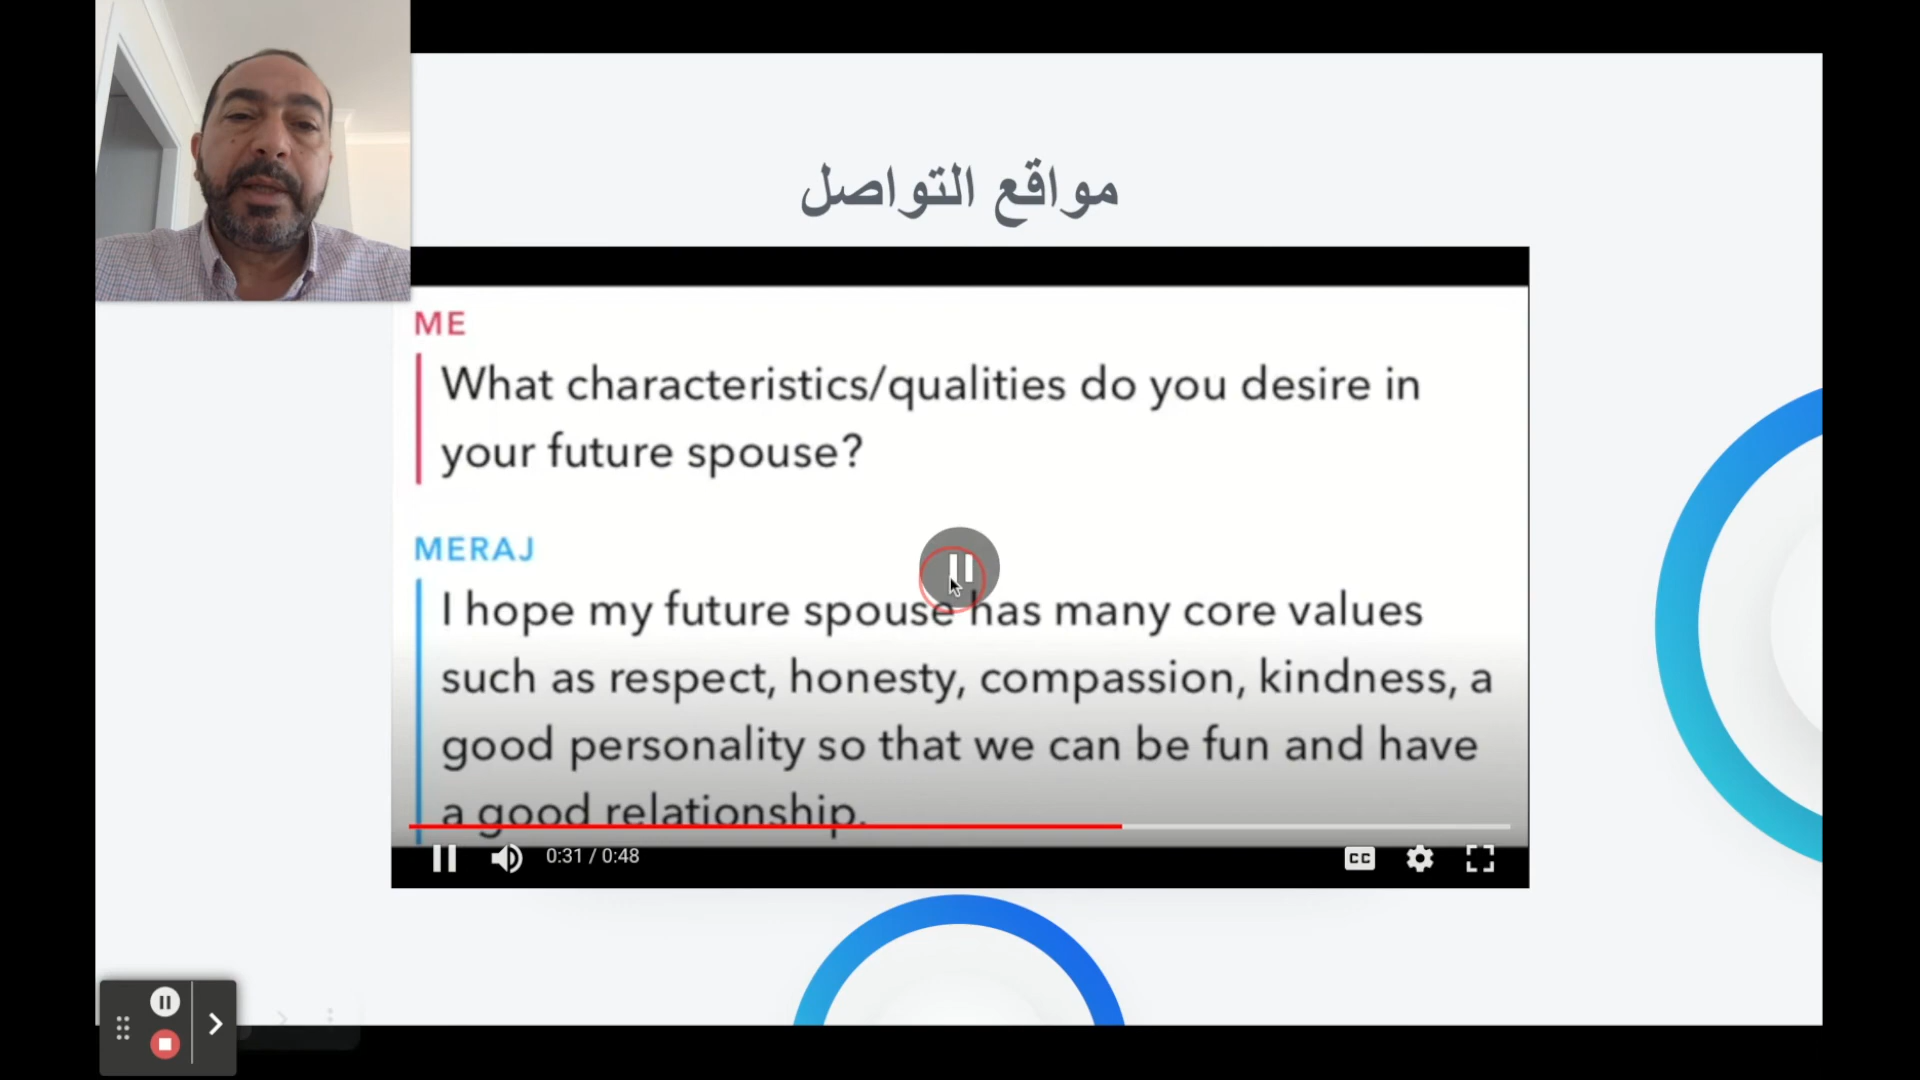 مواقع التواصل
ME
What characteristics/qualities do you desire in
your future spouse?
MERAJ
I hope my future spouse has many core values
such as respect, honesty, compassion, kindness, a
good personality so that we can be fun and have
a good relationship.
0:31 / 0:48
CC